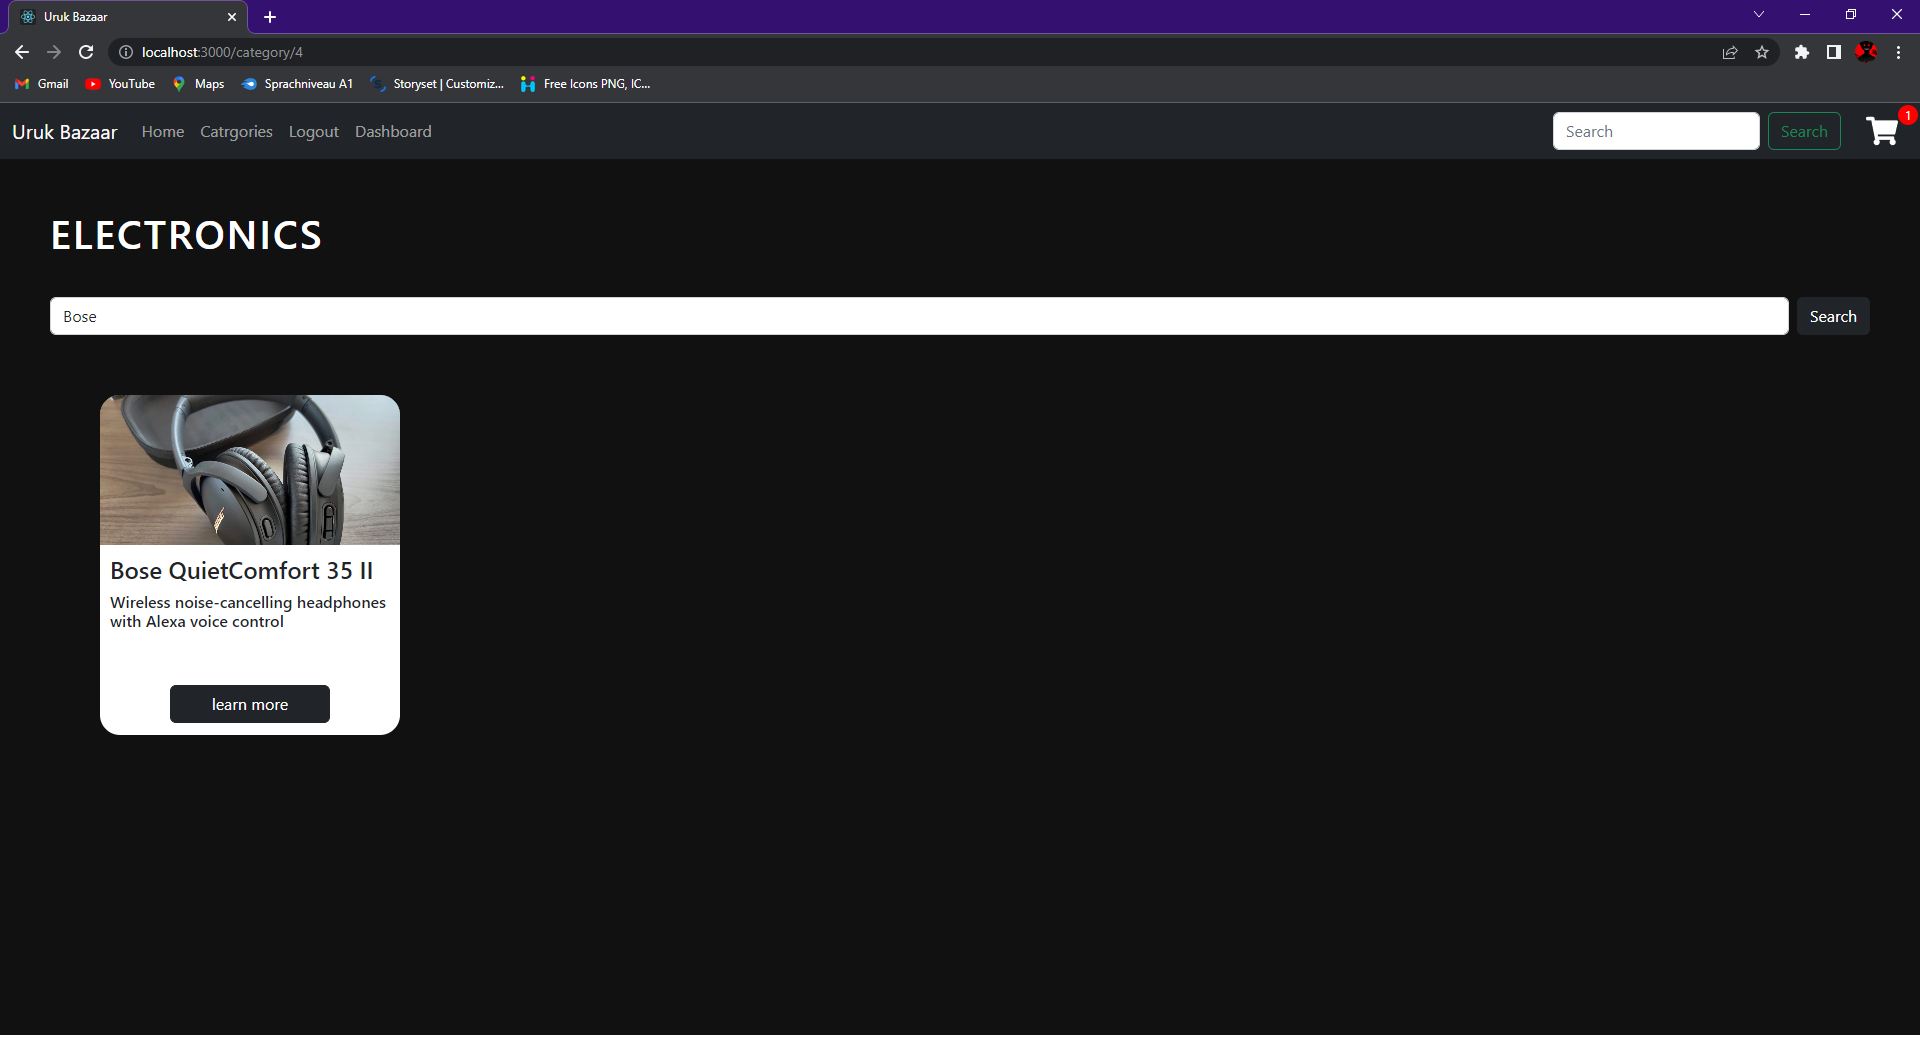 Uruk Bazaar
localhost:3000/category/4
Gmail YouTube Maps Sprachniveau A1 Storyset | Customiz... Free Icons PNG, IC...
Uruk Bazaar Home Catrgories Logout Dashboard Search Search 1
ELECTRONICS
Bose Search
Bose QuietComfort 35 II
Wireless noise-cancelling headphones
with Alexa voice control
learn more